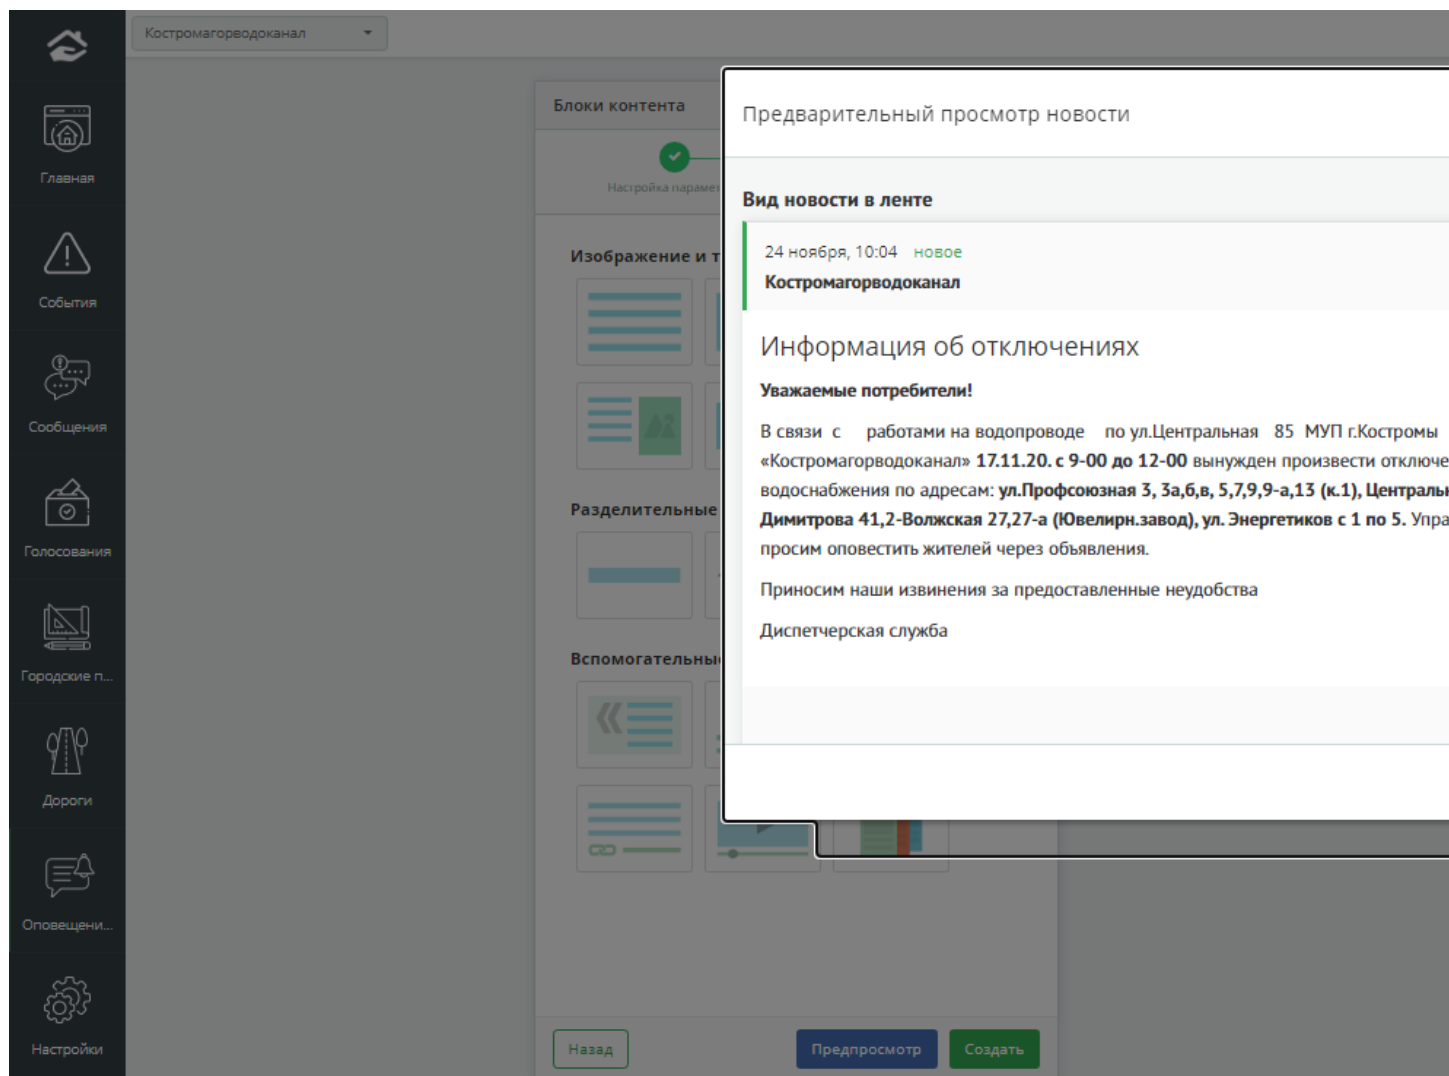 Костромагорводоканал
Главная
События
Сообщения
Голосования
Городские п...
Дороги
Оповещени...
Настройки
Блоки контента
Настройка параме
Изображение и т
Разделительные
Вспомогательны
Назад
Предпросмотр
Создать
Предварительный просмотр новости
Вид новости в ленте
24 ноября, 10:04 новое
Костромагорводоканал
Информация об отключениях
Уважаемые потребители!
В связи с работами на водопроводе по ул.Центральная 85 МУП г.Костромы
«Костромагорводоканал» 17.11.20. с 9-00 до 12-00 вынужден произвести отключе
водоснабжения по адресам: ул.Профсоюзная 3, 3а,б,в, 5,7,9,9-а,13 (к.1), Централь
Димитрова 41,2-Волжская 27,27-а (Ювелирн.завод), ул. Энергетиков с 1 по 5. Упра
просим оповестить жителей через объявления.
Приносим наши извинения за предоставленные неудобства
Диспетчерская служба